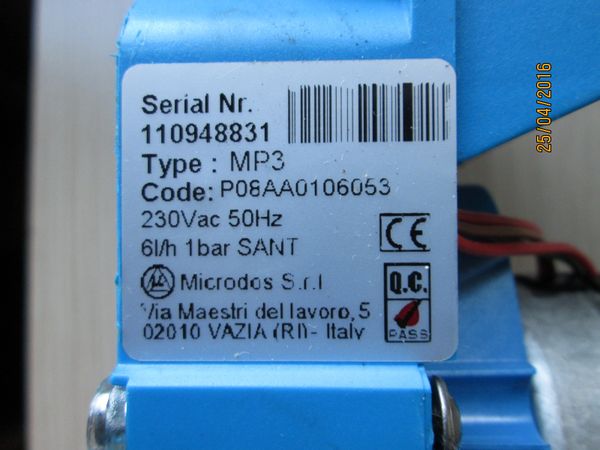 Serial Nr.
110948831
Type : MP3
Code: P08AA0106053
230Vac 50Hz
6l/h 1bar SANT
CE
Microdos S.r.l
Via Maestri del lavoro, 5
02010 VAZIA (RI)- Italy
Q.C.
PASS
25/04/2016